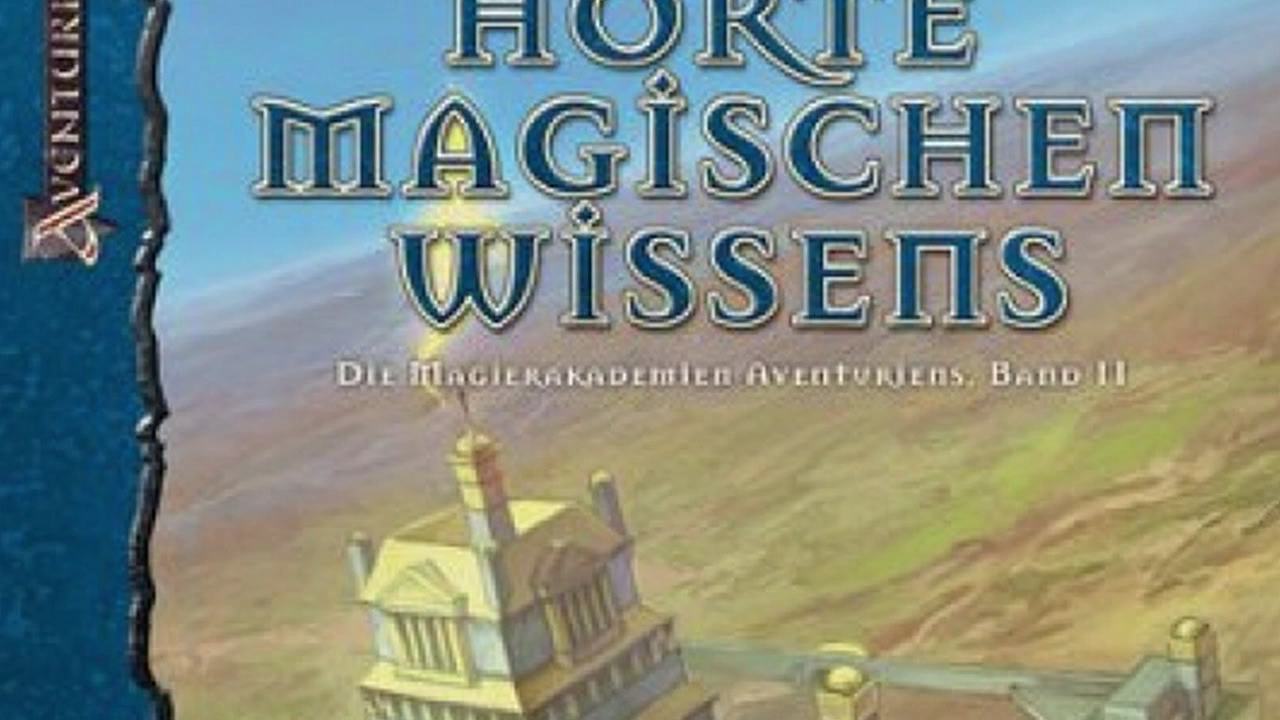 HORTE
MAGISCHEN
WISSENS
DIE MAGIERAKADEMIEN AVENTURIENS, BAND II